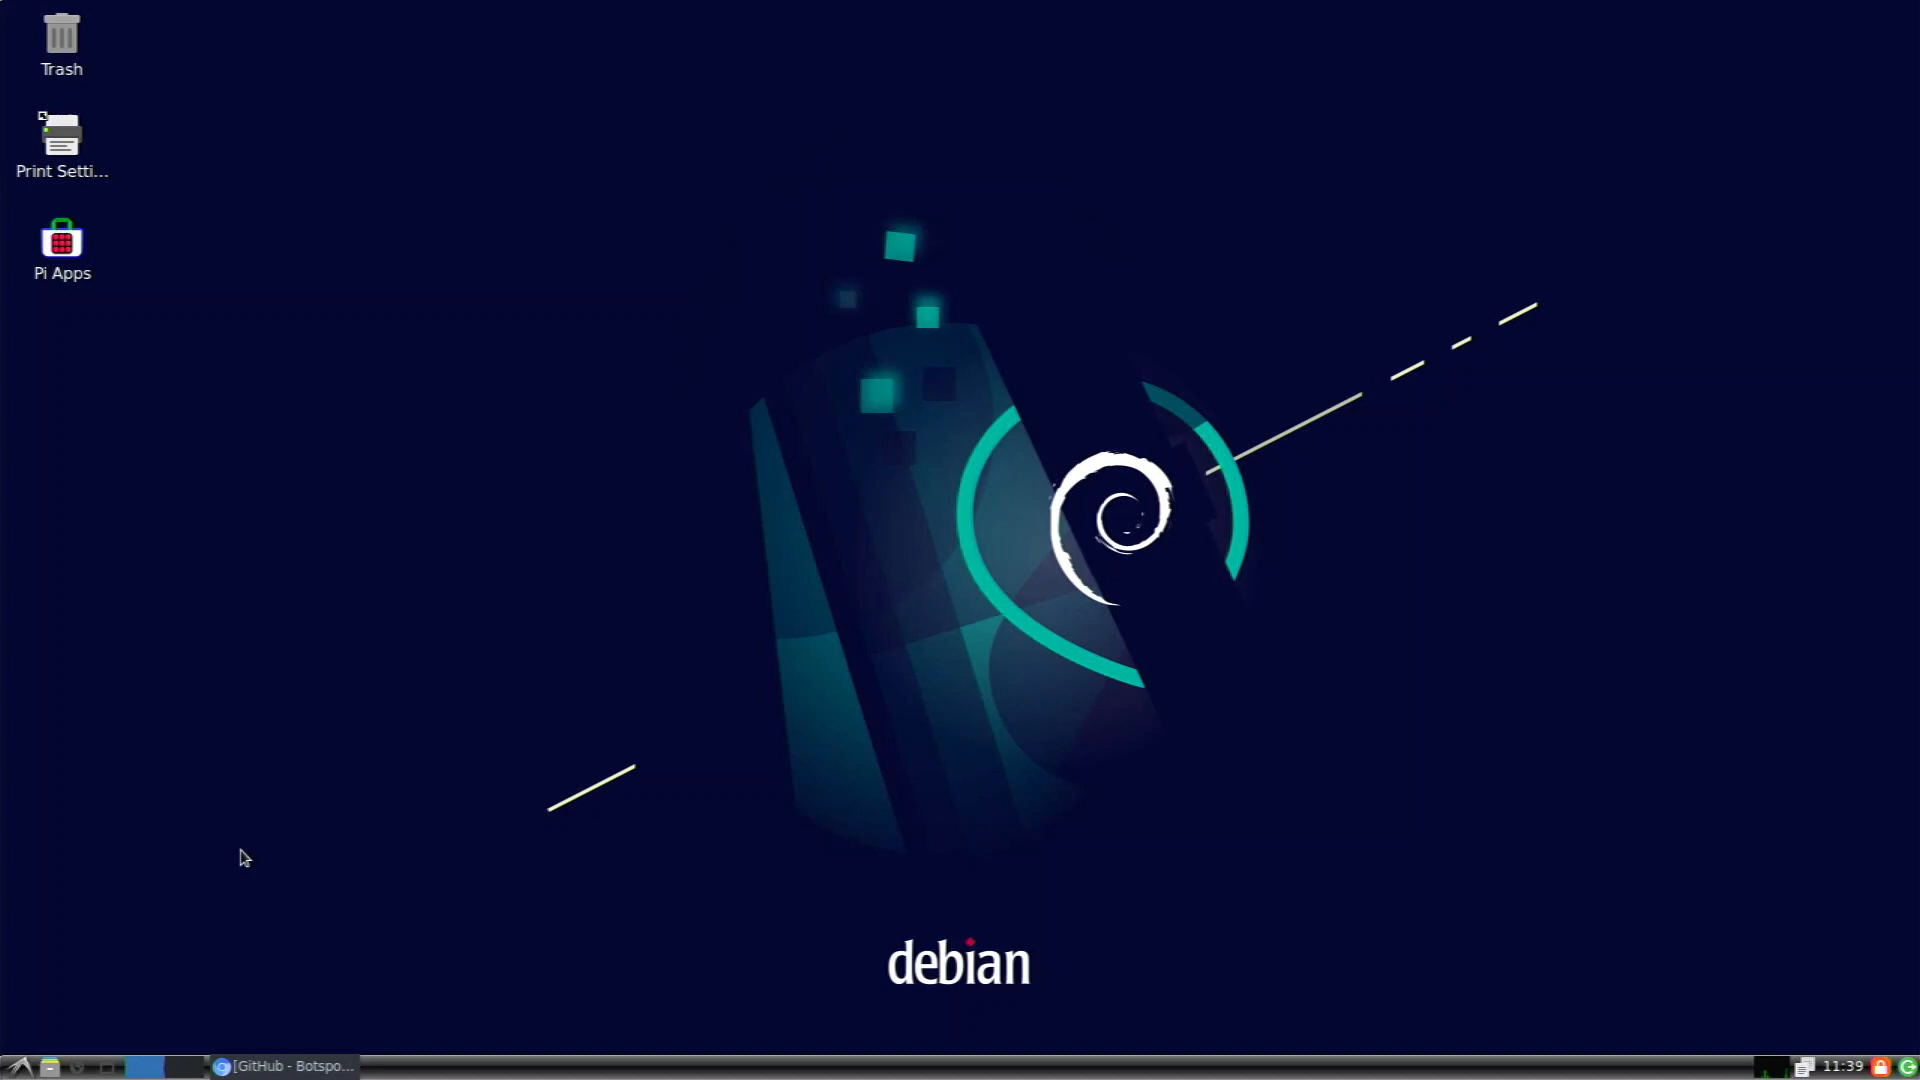 Trash
Print Setti...
Pi Apps
debian
[GitHub - Botspo...
11:39